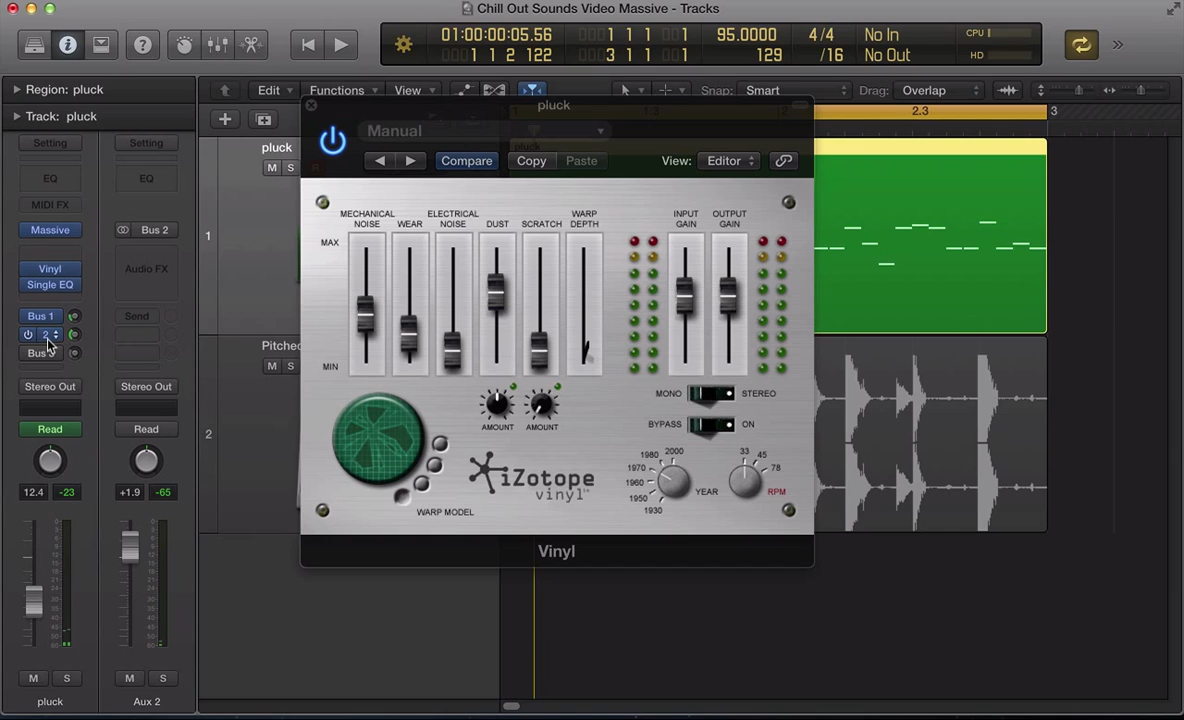 Chill Out Sounds Video Massive - Tracks
01:00:00:05.56 1 1 1 95.0000 4/4 No In CPU
1 1 2 122 3 1 1 129 /16 No Out HD
Region: pluck
Edit Functions View Snap: Smart Drag: Overlap
Track: pluck
pluck
2.3 3
Setting Setting
Manual
pluck
EQ EQ
Compare Copy Paste View: Editor
MIDI FX
pluck
M S R
Massive Bus 2
1
MECHANICAL NOISE WEAR ELECTRICAL NOISE DUST SCRATCH WARP DEPTH INPUT GAIN OUTPUT GAIN
MAX
Vinyl Audio FX
Single EQ
Bus 1 Send
2
Bus
Pitched
M S
MIN
2
Stereo Out Stereo Out
MONO STEREO
AMOUNT AMOUNT
BYPASS ON
Read Read
1930 1950 1960 1970 1980 2000 YEAR
33 45 78 RPM
iZotope
vinyl™
WARP MODEL
12.4 -23 +1.9 -65
Vinyl
M S M S
pluck Aux 2